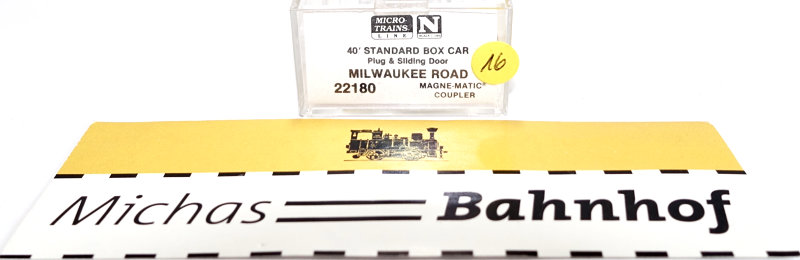 MICRO-
TRAINS
LINE
N
40' STANDARD BOX CAR
Plug & Sliding Door
MILWAUKEE ROAD
22180
MAGNE-MATIC®
COUPLER
16
Michas Bahnhof